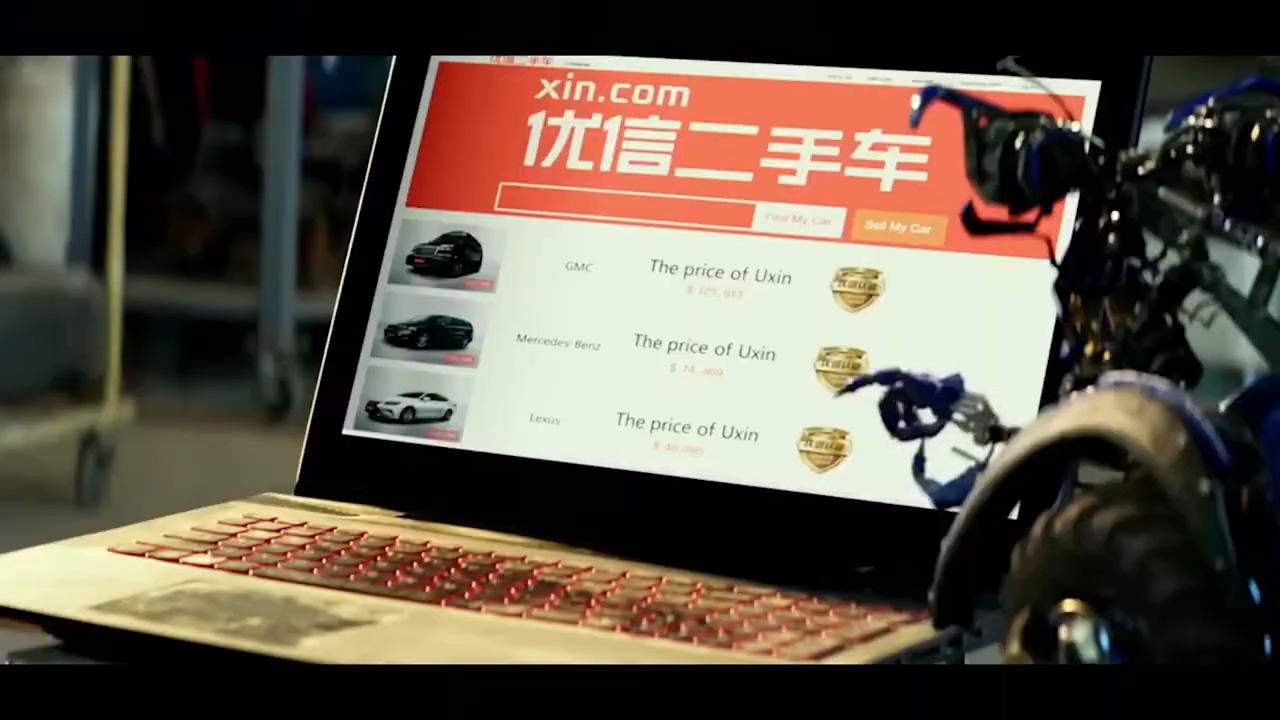 xin.com
优信二手车
Find My Car
Sell My Car
GMC
The price of Uxin
Mercedes-Benz
The price of Uxin
Lexus
The price of Uxin